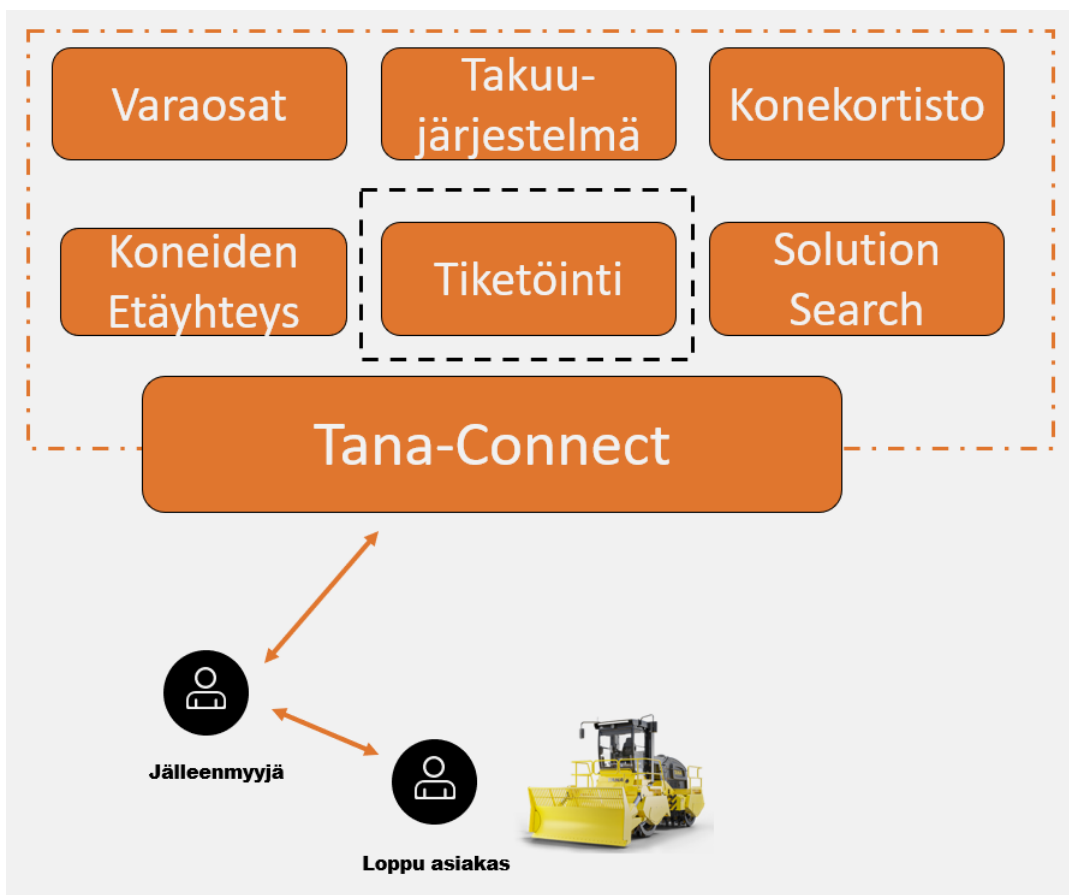 Varaosat
Takuu-
järjestelmä
Konekortisto
Koneiden
Etäyhteys
Tiketöinti
Solution
Search
Tana-Connect
Jälleenmyyjä
Loppu asiakas